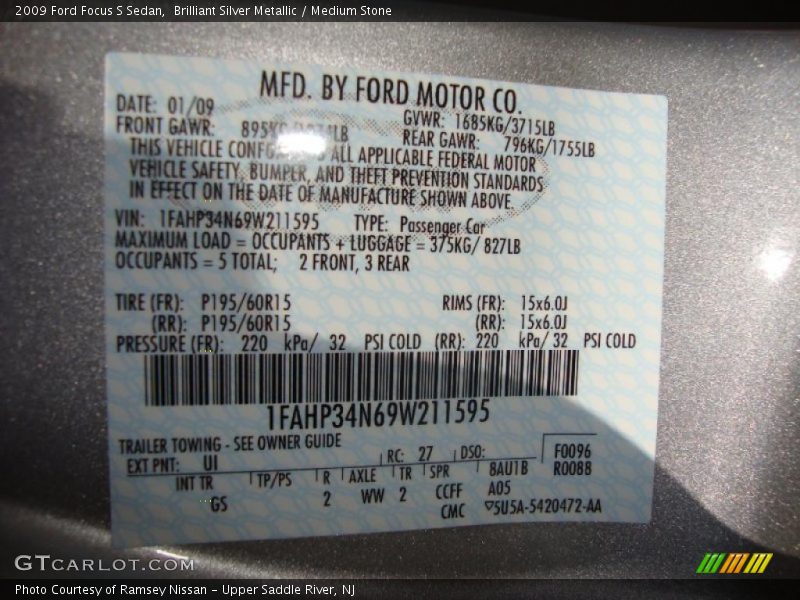 2009 Ford Focus S Sedan,  Brilliant Silver Metallic / Medium Stone
MFD. BY FORD MOTOR CO.
DATE: 01/09 GVWR: 1685KG/3715LB
FRONT GAWR: 895KG LB REAR GAWR: 796KG/1755LB
THIS VEHICLE ALL APPLICABLE FEDERAL MOTOR
VEHICLE SAFETY, BUMPER, AND THEFT PREVENTION STANDARDS
IN EFFECT ON THE DATE OF MANUFACTURE SHOWN ABOVE.
VIN: 1FAHP34N69W211595 TYPE: Passenger Car
MAXIMUM LOAD = OCCUPANTS + LUGGAGE = 375KG/ 827LB
OCCUPANTS = 5 TOTAL; 2 FRONT, 3 REAR
TIRE (FR): P195/60R15 RIMS (FR): 15x6.0J
(RR): P195/60R15 (RR): 15x6.0J
PRESSURE (FR): 220 kPa/ 32 PSI COLD (RR): 220 kPa/ 32 PSI COLD
1FAHP34N69W211595
TRAILER TOWING - SEE OWNER GUIDE
EXT PNT: UI RC: 27 DSO: F0096
INT TR TP/PS R AXLE TR SPR 8AU1B R0088
GS 2 WW 2 CCFF A05
CMC ▽5U5A-5420472-AA
GTCARLOT.COM
Photo Courtesy of Ramsey Nissan – Upper Saddle River, NJ